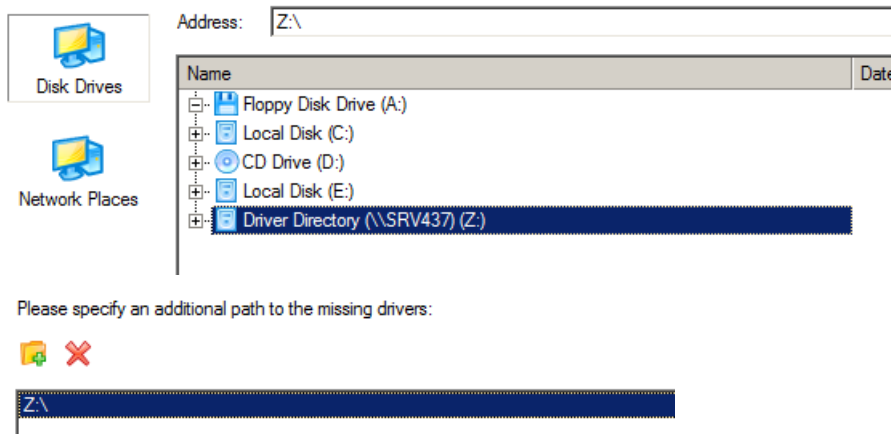 Address: Z:\
Disk Drives
Name Date
Floppy Disk Drive (A:)
Local Disk (C:)
CD Drive (D:)
Local Disk (E:)
Driver Directory (\\SRV437) (Z:)
Network Places
Please specify an additional path to the missing drivers:
Z:\